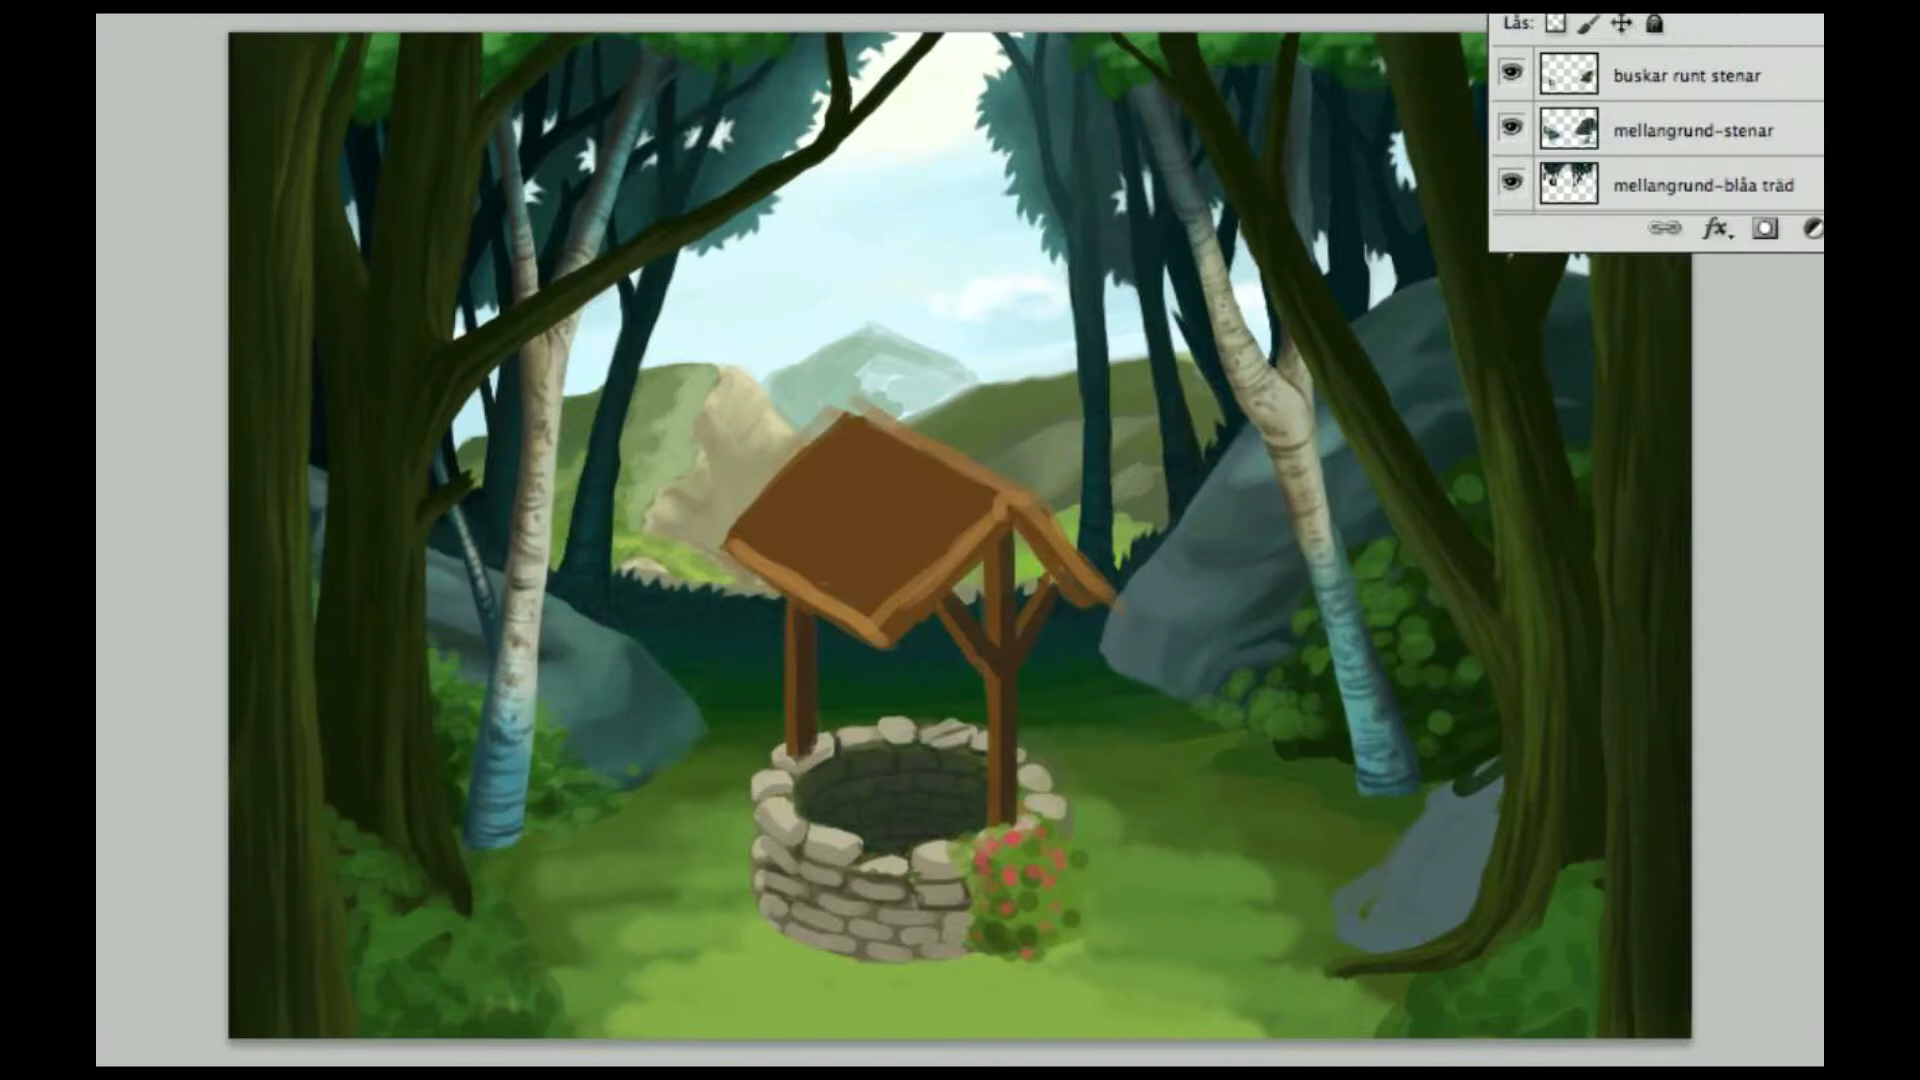 Lås:
buskar runt stenar
mellangrund-stenar
mellangrund-blåa träd
fx.